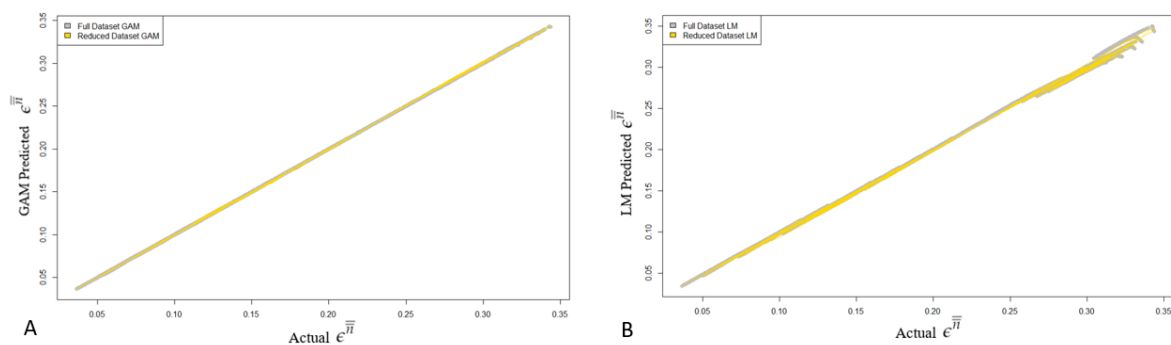 Full Dataset GAM
Reduced Dataset GAM
GAM Predicted ϵ^n̿
0.35
0.30
0.25
0.20
0.15
0.10
0.05
0.05 0.10 0.15 0.20 0.25 0.30 0.35
Actual ϵ^n̿
A
Full Dataset LM
Reduced Dataset LM
LM Predicted ϵ^n̿
0.35
0.30
0.25
0.20
0.15
0.10
0.05
0.05 0.10 0.15 0.20 0.25 0.30 0.35
Actual ϵ^n̿
B